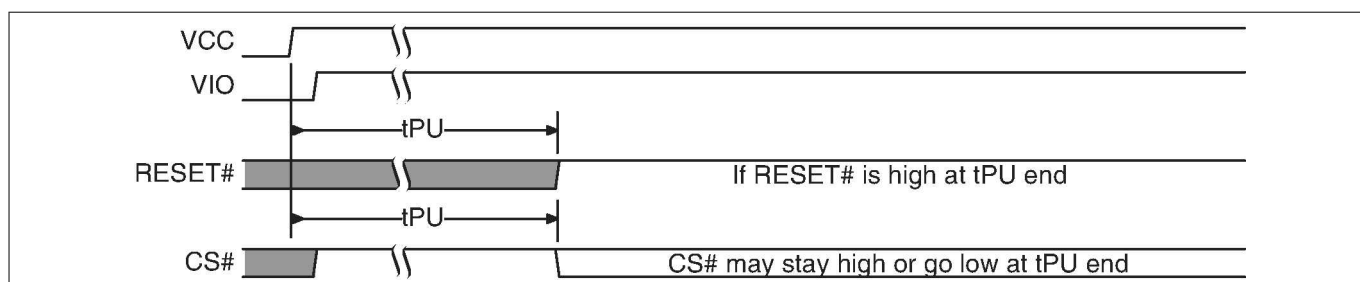 VCC
VIO
tPU
RESET#
If RESET# is high at tPU end
tPU
CS#
CS# may stay high or go low at tPU end